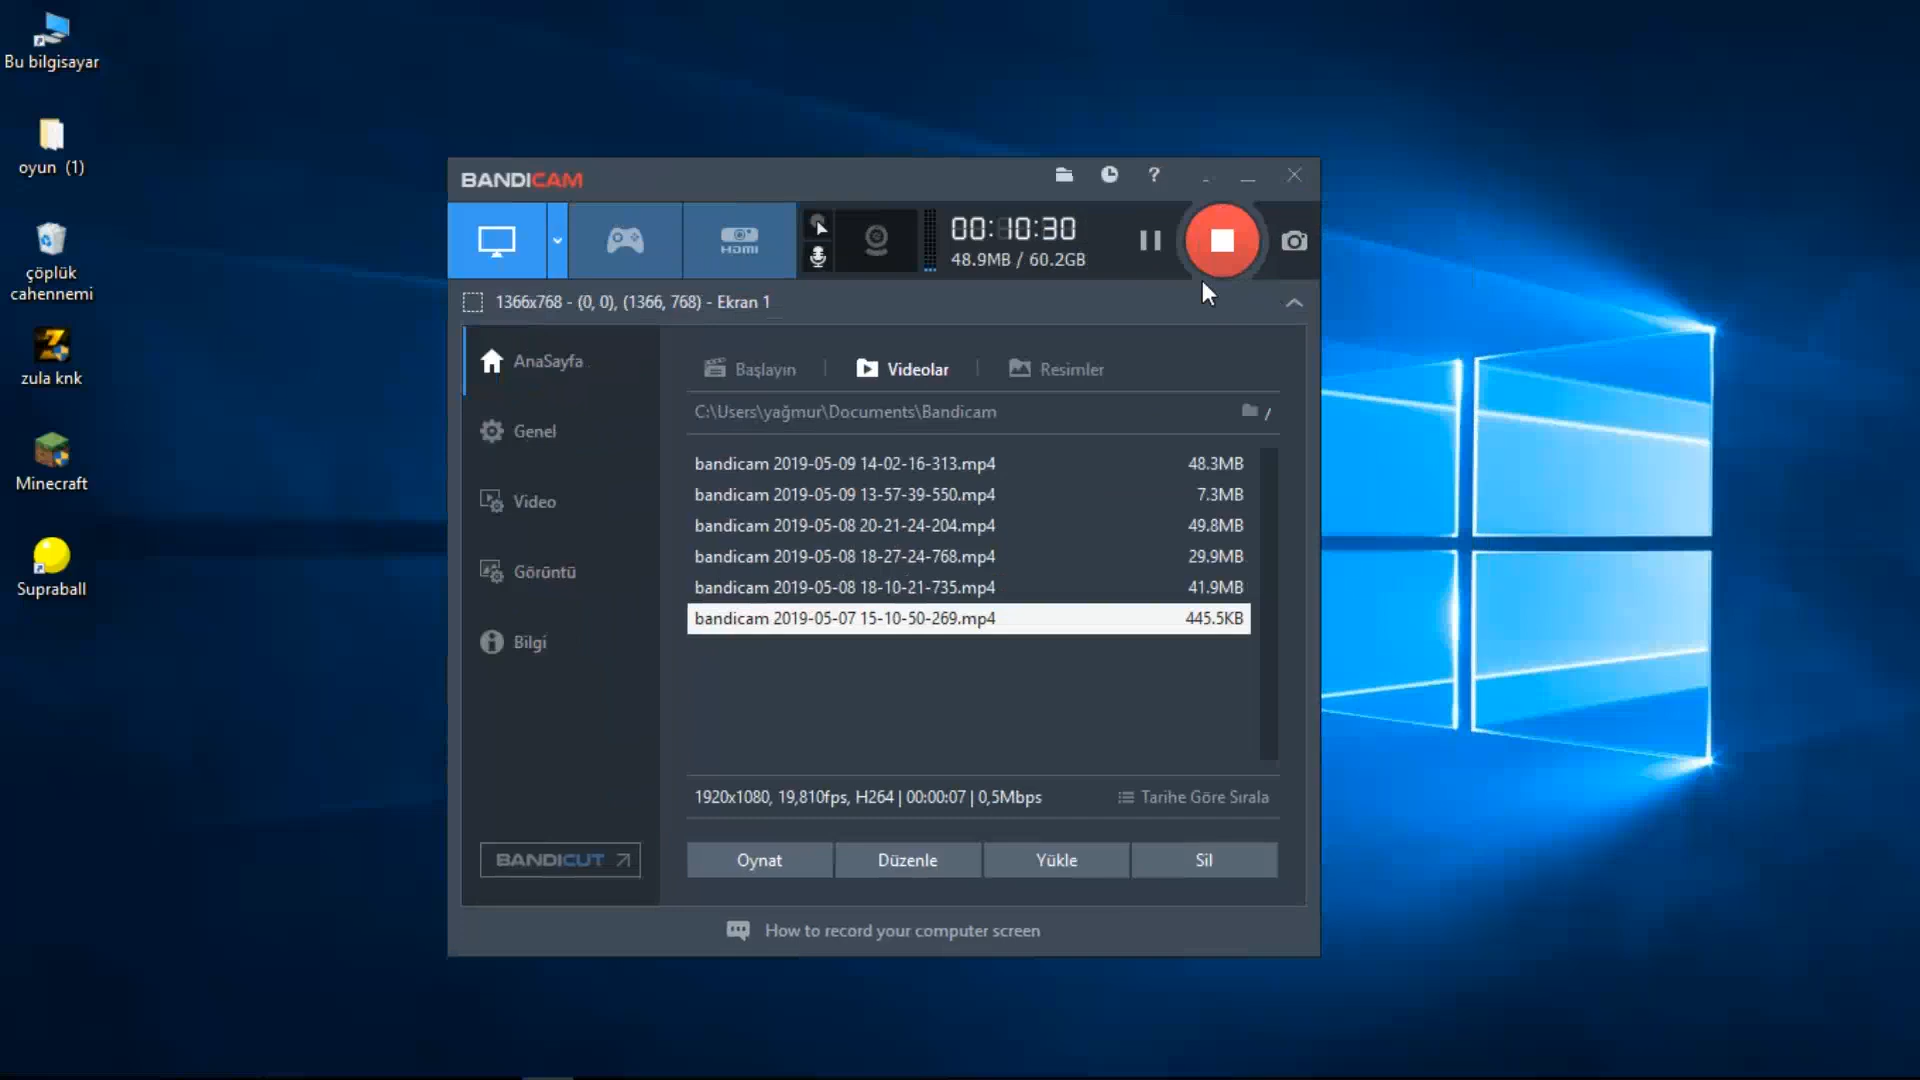 Bu bilgisayar
oyun (1)
çöplük
cahennemi
zula knk
Minecraft
Supraball
BANDICAM
?
HDMI
00:10:30
48.9MB / 60.2GB
1366x768 - (0, 0), (1366, 768) - Ekran 1
AnaSayfa
Genel
Video
Görüntü
Bilgi
BANDICUT
Başlayın
Videolar
Resimler
C:\Users\yağmur\Documents\Bandicam
/
bandicam 2019-05-09 14-02-16-313.mp4 48.3MB
bandicam 2019-05-09 13-57-39-550.mp4 7.3MB
bandicam 2019-05-08 20-21-24-204.mp4 49.8MB
bandicam 2019-05-08 18-27-24-768.mp4 29.9MB
bandicam 2019-05-08 18-10-21-735.mp4 41.9MB
bandicam 2019-05-07 15-10-50-269.mp4 445.5KB
1920x1080, 19,810fps, H264 | 00:00:07 | 0,5Mbps
Tarihe Göre Sırala
Oynat
Düzenle
Yükle
Sil
How to record your computer screen